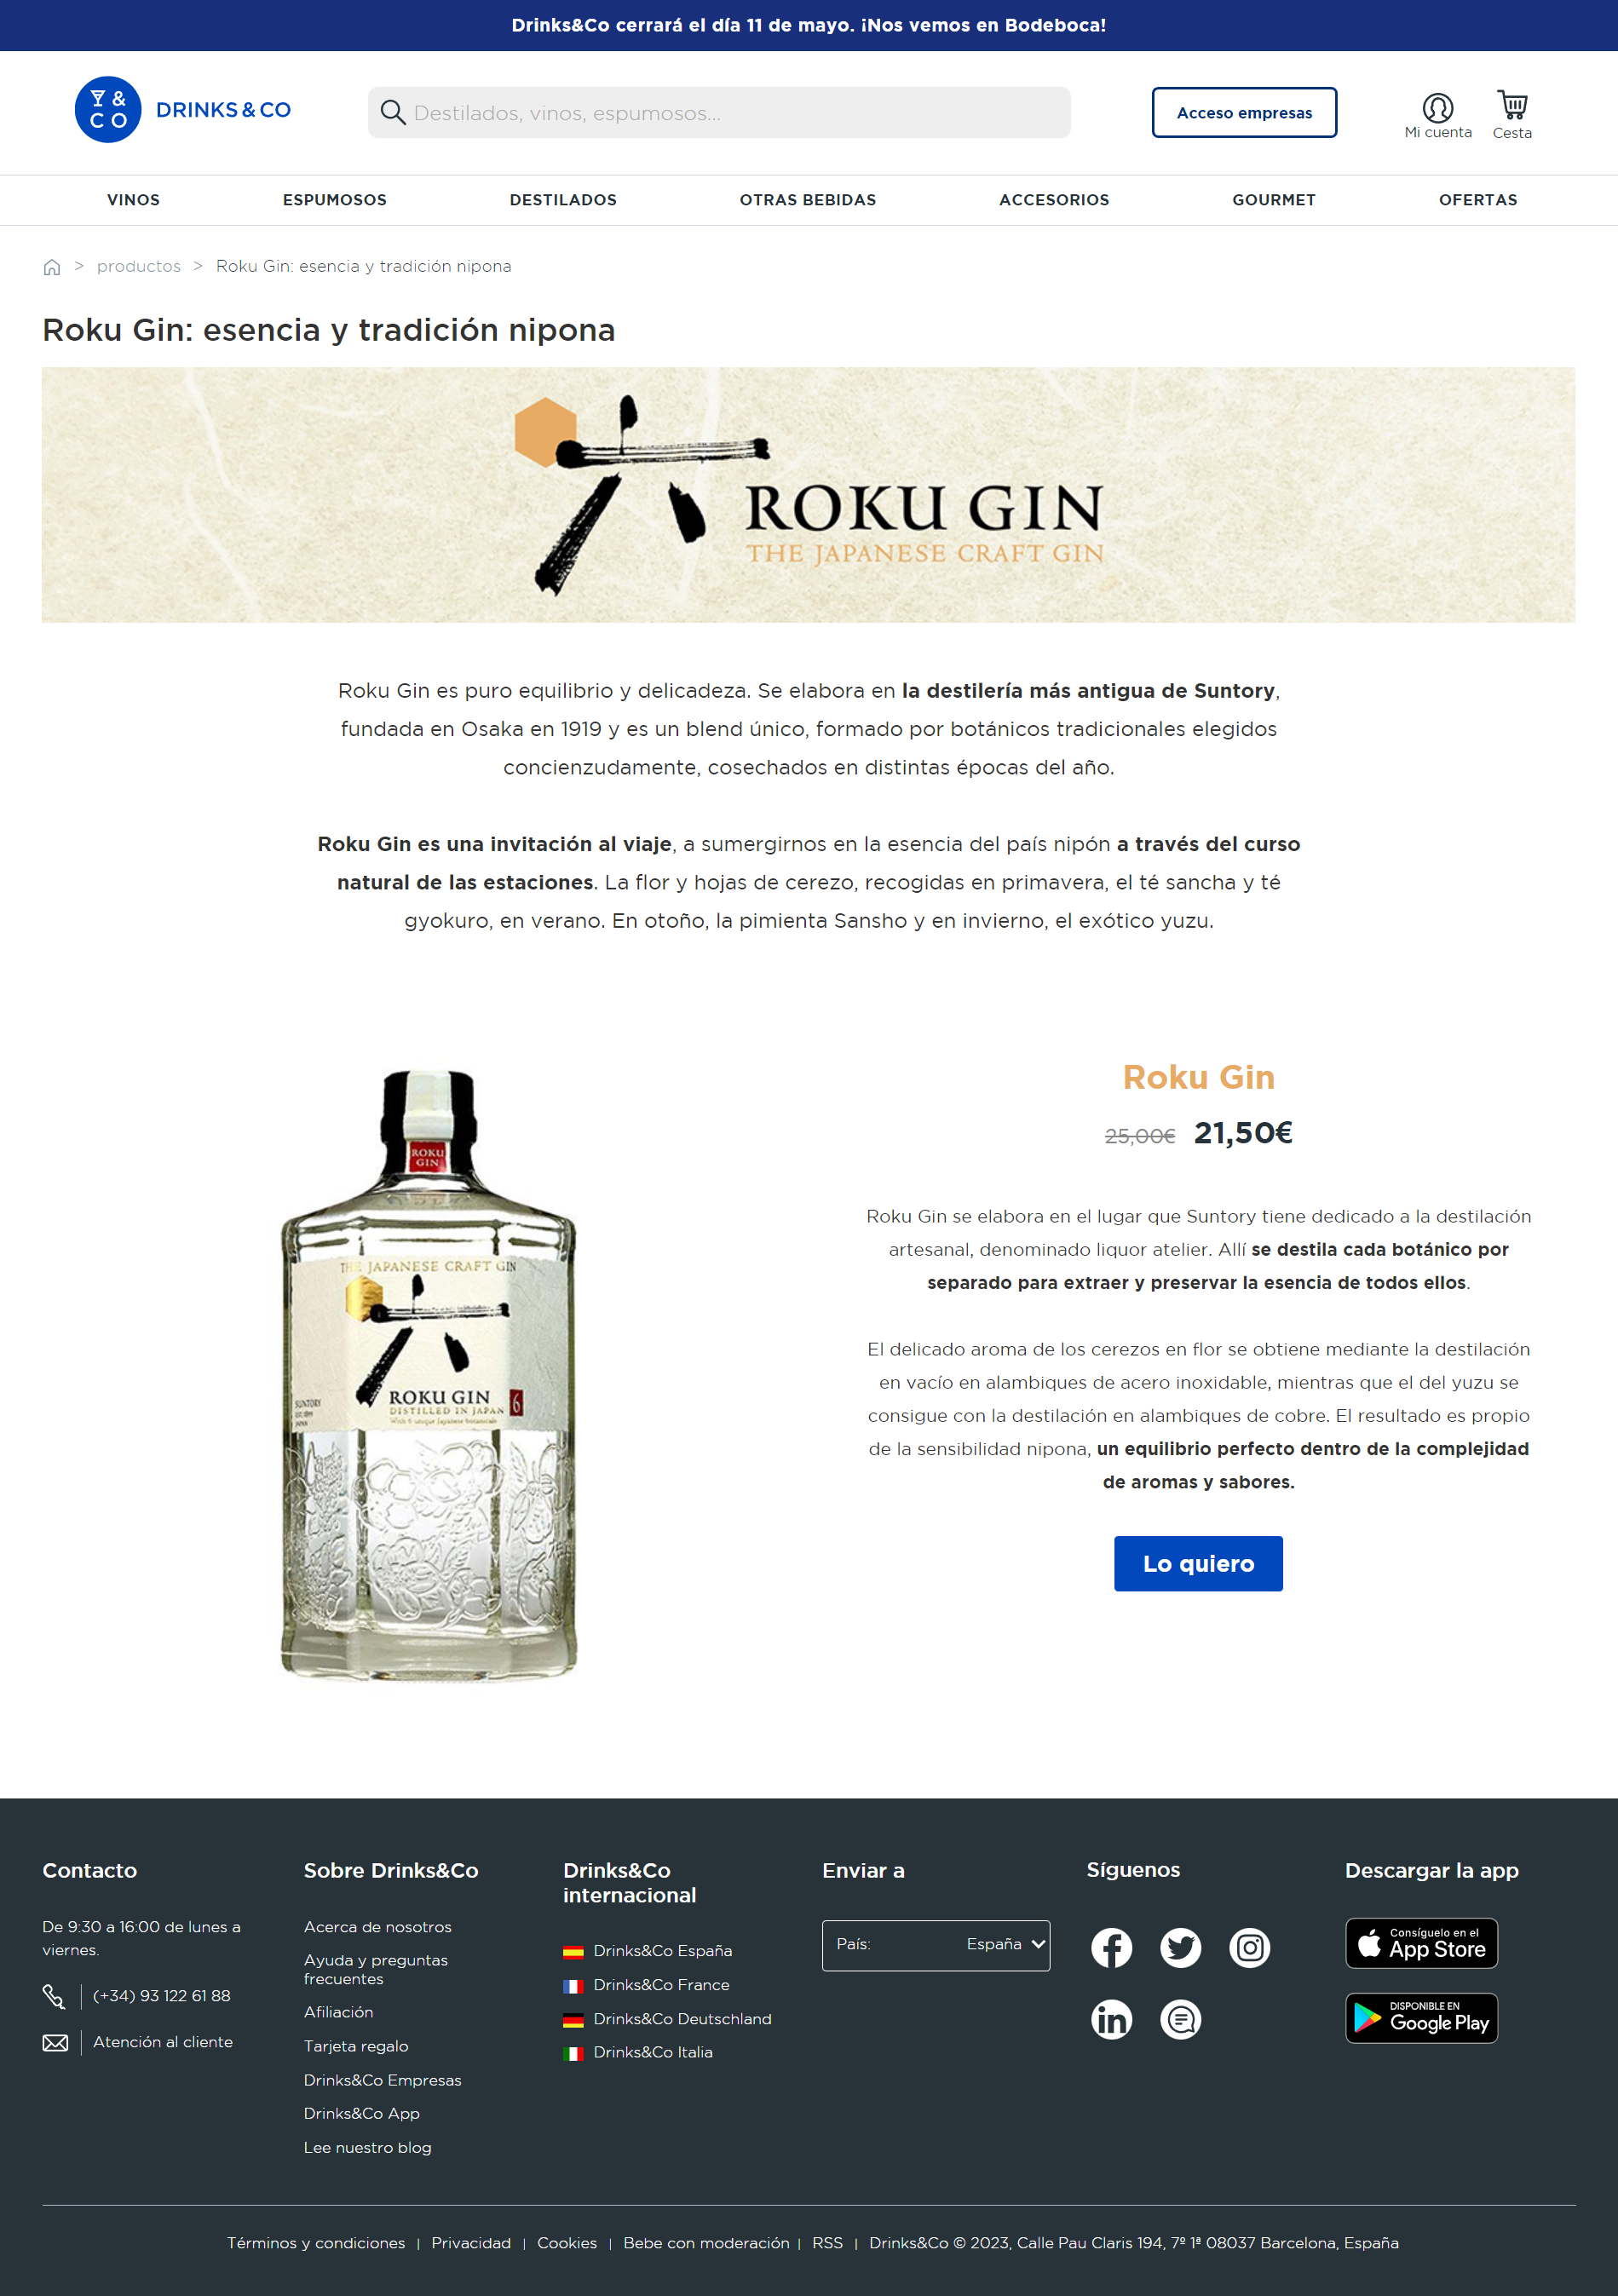 Drinks&Co cerrará el día 11 de mayo. ¡Nos vemos en Bodeboca!
Y &
CO
DRINKS & CO
Destilados, vinos, espumosos...
Acceso empresas
Mi cuenta
Cesta
VINOS
ESPUMOSOS
DESTILADOS
OTRAS BEBIDAS
ACCESORIOS
GOURMET
OFERTAS
> productos > Roku Gin: esencia y tradición nipona
Roku Gin: esencia y tradición nipona
六
ROKU GIN
THE JAPANESE CRAFT GIN
Roku Gin es puro equilibrio y delicadeza. Se elabora en la destilería más antigua de Suntory,
fundada en Osaka en 1919 y es un blend único, formado por botánicos tradicionales elegidos
concienzudamente, cosechados en distintas épocas del año.
Roku Gin es una invitación al viaje, a sumergirnos en la esencia del país nipón a través del curso
natural de las estaciones. La flor y hojas de cerezo, recogidas en primavera, el té sancha y té
gyokuro, en verano. En otoño, la pimienta Sansho y en invierno, el exótico yuzu.
ROKU
GIN
THE JAPANESE CRAFT GIN
六
ROKU GIN
DISTILLED IN JAPAN
With 6 unique Japanese botanicals
6
SUNTORY
EST. 1899
JAPAN
Roku Gin
25,00€ 21,50€
Roku Gin se elabora en el lugar que Suntory tiene dedicado a la destilación
artesanal, denominado liquor atelier. Allí se destila cada botánico por
separado para extraer y preservar la esencia de todos ellos.
El delicado aroma de los cerezos en flor se obtiene mediante la destilación
en vacío en alambiques de acero inoxidable, mientras que el del yuzu se
consigue con la destilación en alambiques de cobre. El resultado es propio
de la sensibilidad nipona, un equilibrio perfecto dentro de la complejidad
de aromas y sabores.
Lo quiero
Contacto
De 9:30 a 16:00 de lunes a
viernes.
(+34) 93 122 61 88
Atención al cliente
Sobre Drinks&Co
Acerca de nosotros
Ayuda y preguntas
frecuentes
Afiliación
Tarjeta regalo
Drinks&Co Empresas
Drinks&Co App
Lee nuestro blog
Drinks&Co
internacional
Drinks&Co España
Drinks&Co France
Drinks&Co Deutschland
Drinks&Co Italia
Enviar a
País: España
Síguenos
Descargar la app
Consíguelo en el
App Store
DISPONIBLE EN
Google Play
Términos y condiciones | Privacidad | Cookies | Bebe con moderación | RSS | Drinks&Co © 2023, Calle Pau Claris 194, 7º 1ª 08037 Barcelona, España